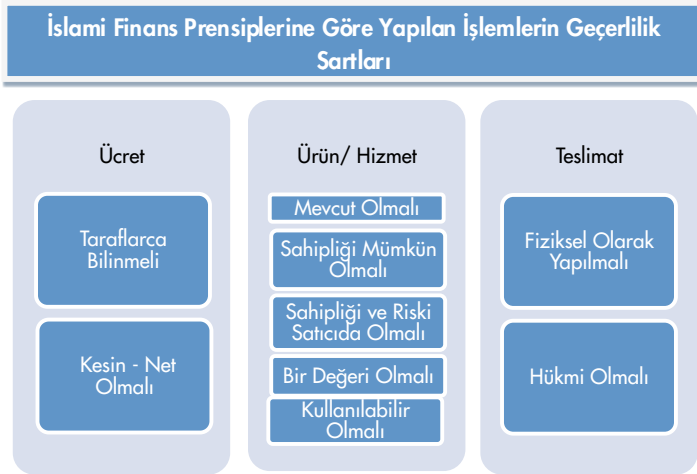 İslami Finans Prensiplerine Göre Yapılan İşlemlerin Geçerlilik
Sartları
Ücret
Taraflarca
Bilinmeli
Kesin - Net
Olmalı
Ürün/ Hizmet
Mevcut Olmalı
Sahipliği Mümkün
Olmalı
Sahipliği ve Riski
Satıcıda Olmalı
Bir Değeri Olmalı
Kullanılabilir
Olmalı
Teslimat
Fiziksel Olarak
Yapılmalı
Hükmi Olmalı